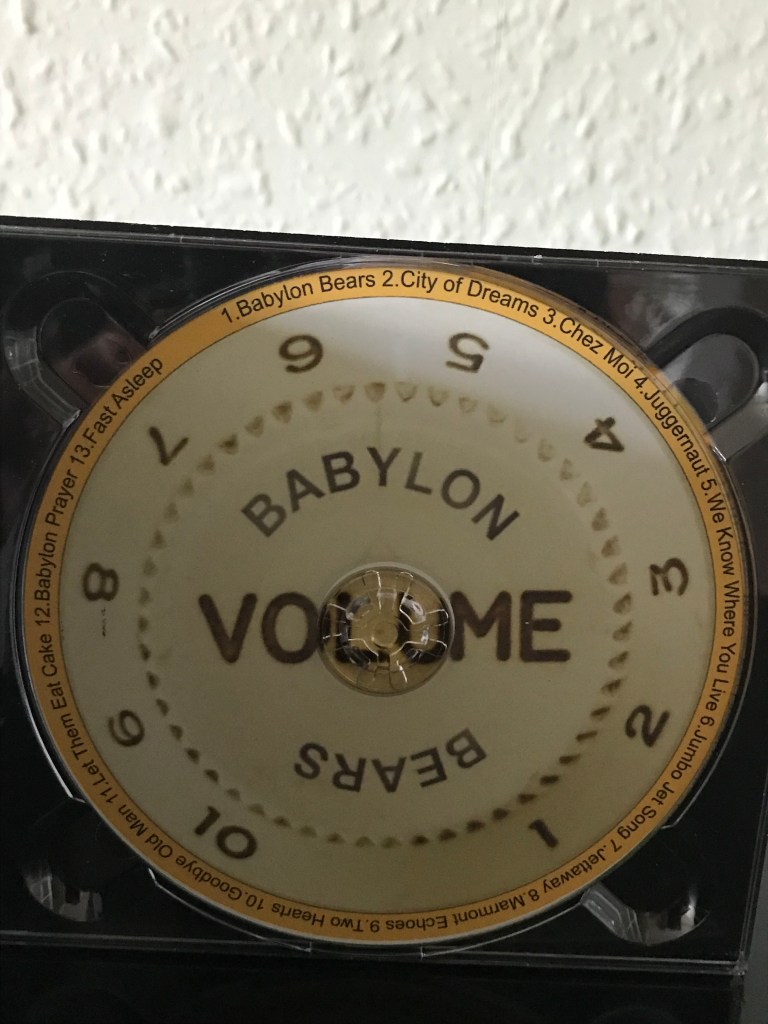 1.Babylon Bears 2.City of Dreams 3.Chez Moi 4.Juggernaut 5.We Know Where You Live 6.Jumbo Jet Song 7.Jettaway 8.Marmont Echoes 9.Two Hearts 10.Goodbye Old Man 11.Let Them Eat Cake 12.Babylon Prayer 13.Fast Asleep
6 5
7 4
BABYLON
8 3
VOLUME
9 2
BEARS
10 1